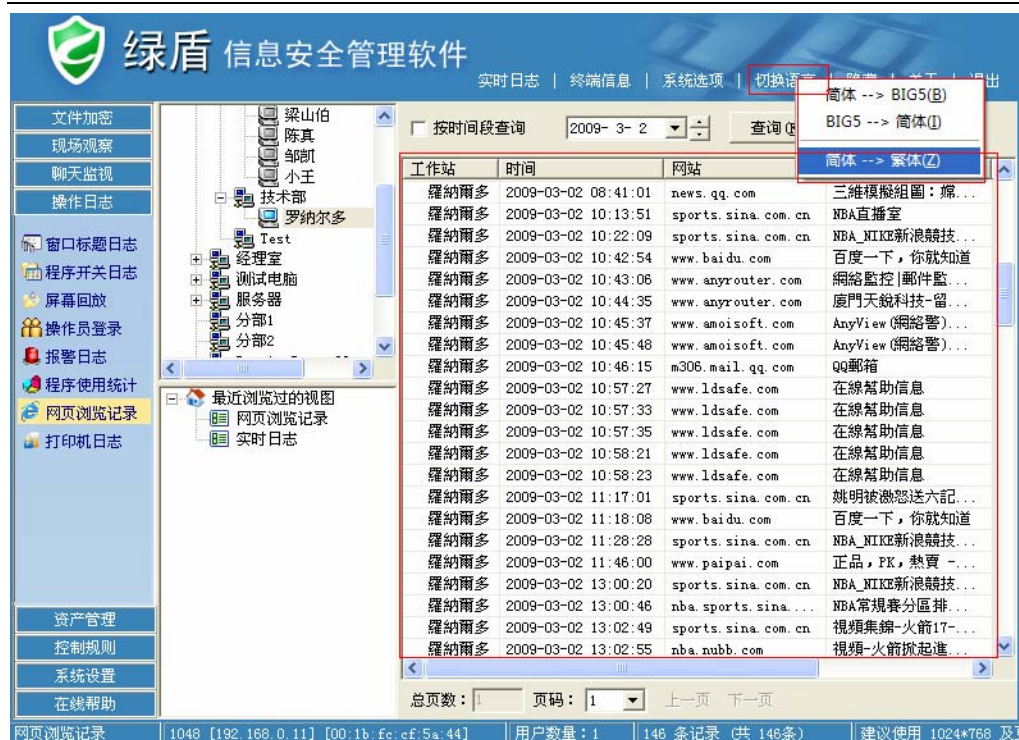 绿盾 信息安全管理软件
实时日志 | 终端信息 | 系统选项 | 切换语言
简体 --> BIG5(B)
BIG5 --> 简体(I)
简体 --> 繁体(Z)
文件加密
现场观察
聊天监视
操作日志
窗口标题日志
程序开关日志
屏幕回放
操作员登录
报警日志
程序使用统计
网页浏览记录
打印机日志
资产管理
控制规则
系统设置
在线帮助
梁山伯
陈真
邹凯
小王
技术部
罗纳尔多
Test
经理室
测试电脑
服务器
分部1
分部2
最近浏览过的视图
网页浏览记录
实时日志
按时间段查询 2009- 3- 2 查询
工作站 时间 网站
羅納爾多 2009-03-02 08:41:01 news.qq.com 三維模擬組圖：嫦...
羅納爾多 2009-03-02 10:13:51 sports.sina.com.cn NBA直播室
羅納爾多 2009-03-02 10:22:09 sports.sina.com.cn NBA_NIKE新浪競技...
羅納爾多 2009-03-02 10:42:54 www.baidu.com 百度一下，你就知道
羅納爾多 2009-03-02 10:43:06 www.anyrouter.com 網絡監控|郵件監...
羅納爾多 2009-03-02 10:44:35 www.anyrouter.com 廈門天銳科技-留...
羅納爾多 2009-03-02 10:45:37 www.amoisoft.com AnyView(網絡警)...
羅納爾多 2009-03-02 10:45:48 www.amoisoft.com AnyView(網絡警)...
羅納爾多 2009-03-02 10:46:15 m306.mail.qq.com QQ郵箱
羅納爾多 2009-03-02 10:57:27 www.ldsafe.com 在線幫助信息
羅納爾多 2009-03-02 10:57:33 www.ldsafe.com 在線幫助信息
羅納爾多 2009-03-02 10:57:35 www.ldsafe.com 在線幫助信息
羅納爾多 2009-03-02 10:58:21 www.ldsafe.com 在線幫助信息
羅納爾多 2009-03-02 10:58:23 www.ldsafe.com 在線幫助信息
羅納爾多 2009-03-02 11:17:01 sports.sina.com.cn 姚明被激怒送六記...
羅納爾多 2009-03-02 11:18:08 www.baidu.com 百度一下，你就知道
羅納爾多 2009-03-02 11:28:28 sports.sina.com.cn NBA_NIKE新浪競技...
羅納爾多 2009-03-02 11:46:00 www.paipai.com 正品，PK，熱賣 -...
羅納爾多 2009-03-02 13:00:20 sports.sina.com.cn NBA_NIKE新浪競技...
羅納爾多 2009-03-02 13:00:46 nba.sports.sina.... NBA常規賽分區排...
羅納爾多 2009-03-02 13:02:49 sports.sina.com.cn 視頻集錦-火箭17-...
羅納爾多 2009-03-02 13:02:55 nba.nubb.com 視頻-火箭掀起進...
总页数：1 页码：1 上一页 下一页
网页浏览记录 1048 [192.168.0.11] [00:1b:fc:cf:5a:44] 用户数量：1 146 条记录 (共 146条) 建议使用 1024*768 及